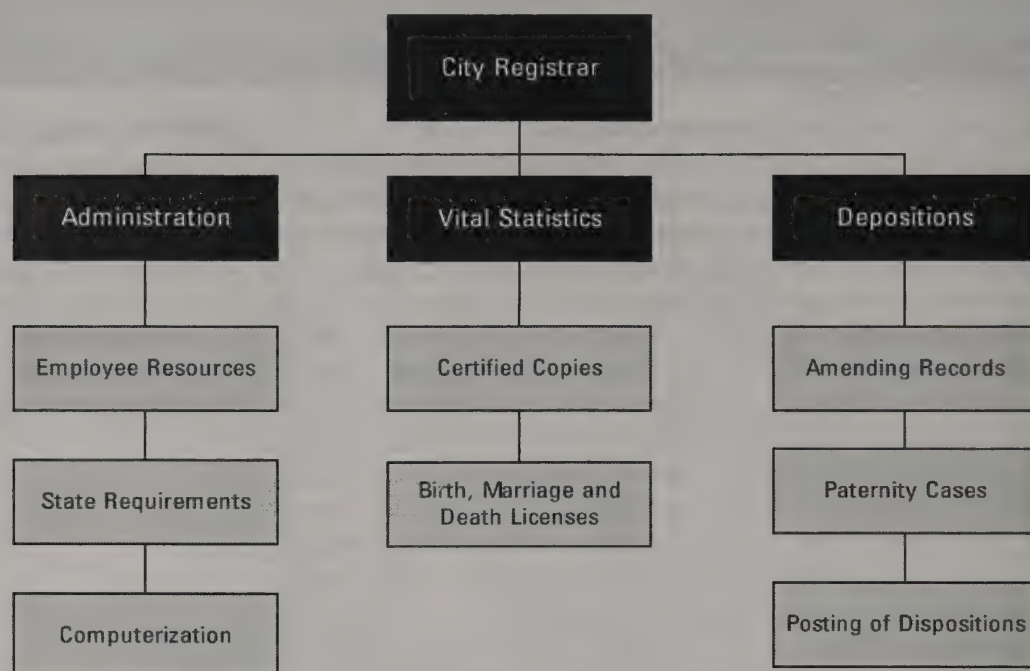 City Registrar
Administration
Vital Statistics
Depositions
Employee Resources
Certified Copies
Amending Records
State Requirements
Birth, Marriage and
Death Licenses
Paternity Cases
Computerization
Posting of Dispositions